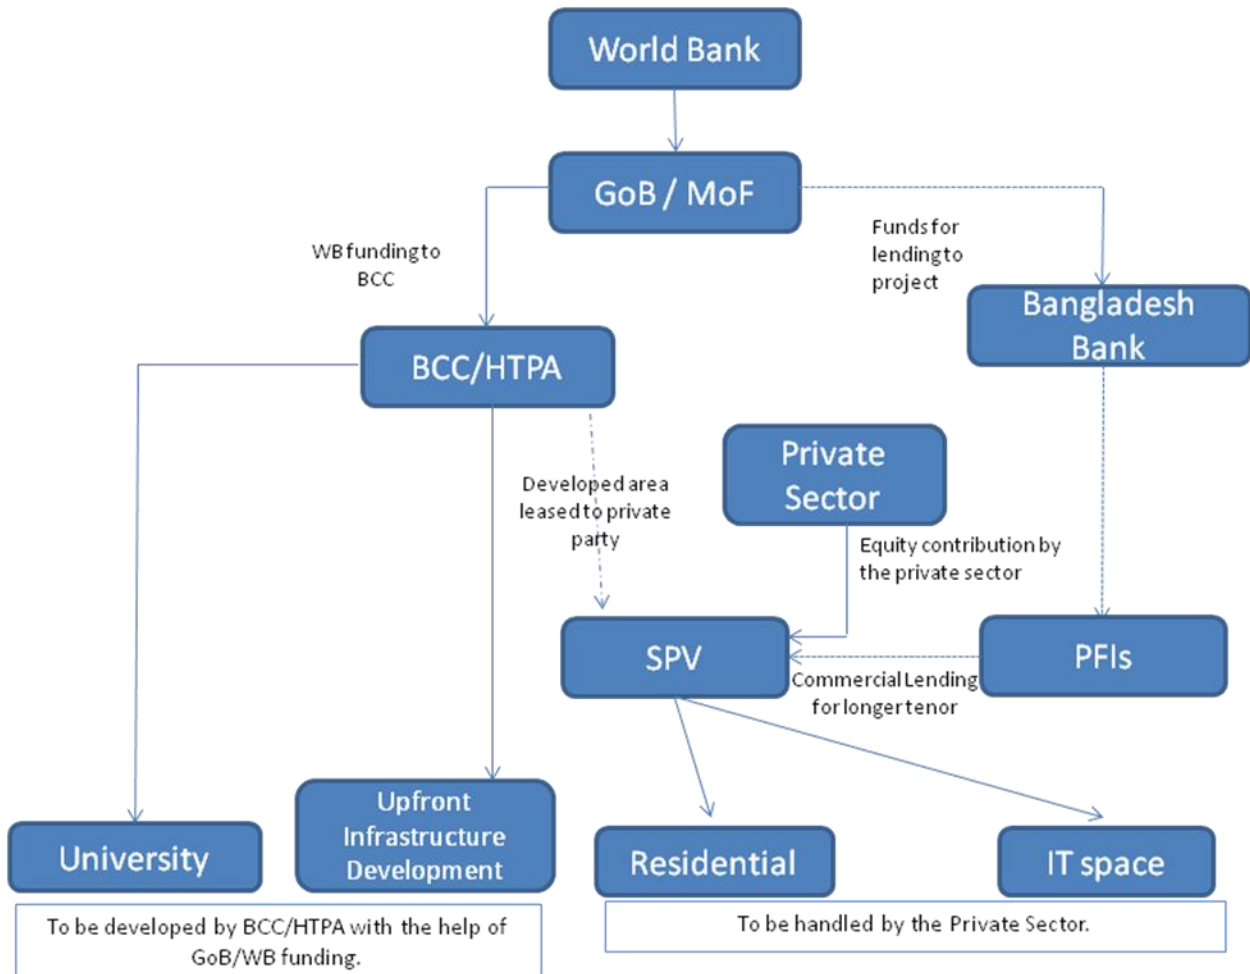 World Bank
GoB / MoF
WB funding to
BCC
Funds for
lending to
project
Bangladesh
Bank
BCC/HTPA
Private
Sector
Developed area
leased to private
party
Equity contribution by
the private sector
SPV
PFIs
Commercial Lending
for longer tenor
University
Upfront
Infrastructure
Development
Residential
IT space
To be developed by BCC/HTPA with the help of
GoB/WB funding.
To be handled by the Private Sector.